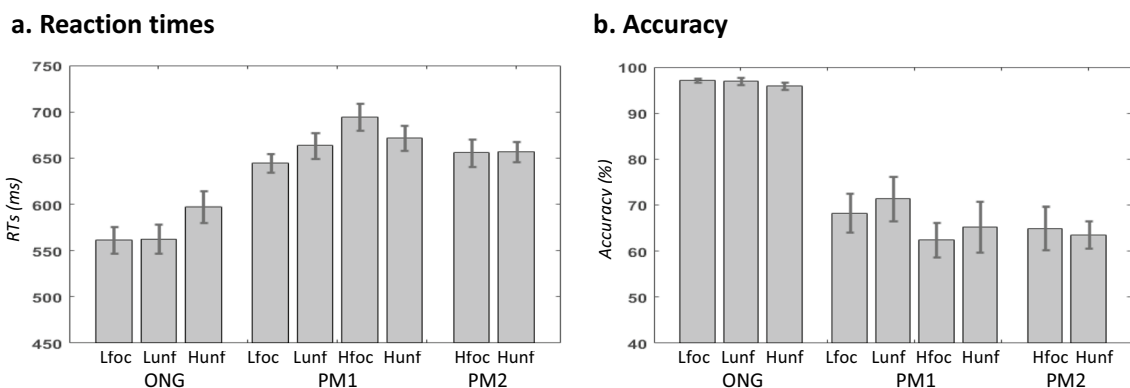 a. Reaction times
750
700
650
600
550
500
450
RTs (ms)
Lfoc Lunf Hunf Lfoc Lunf Hfoc Hunf Hfoc Hunf
ONG PM1 PM2
b. Accuracy
100
90
80
70
60
50
40
Accuracy (%)
Lfoc Lunf Hunf Lfoc Lunf Hfoc Hunf Hfoc Hunf
ONG PM1 PM2